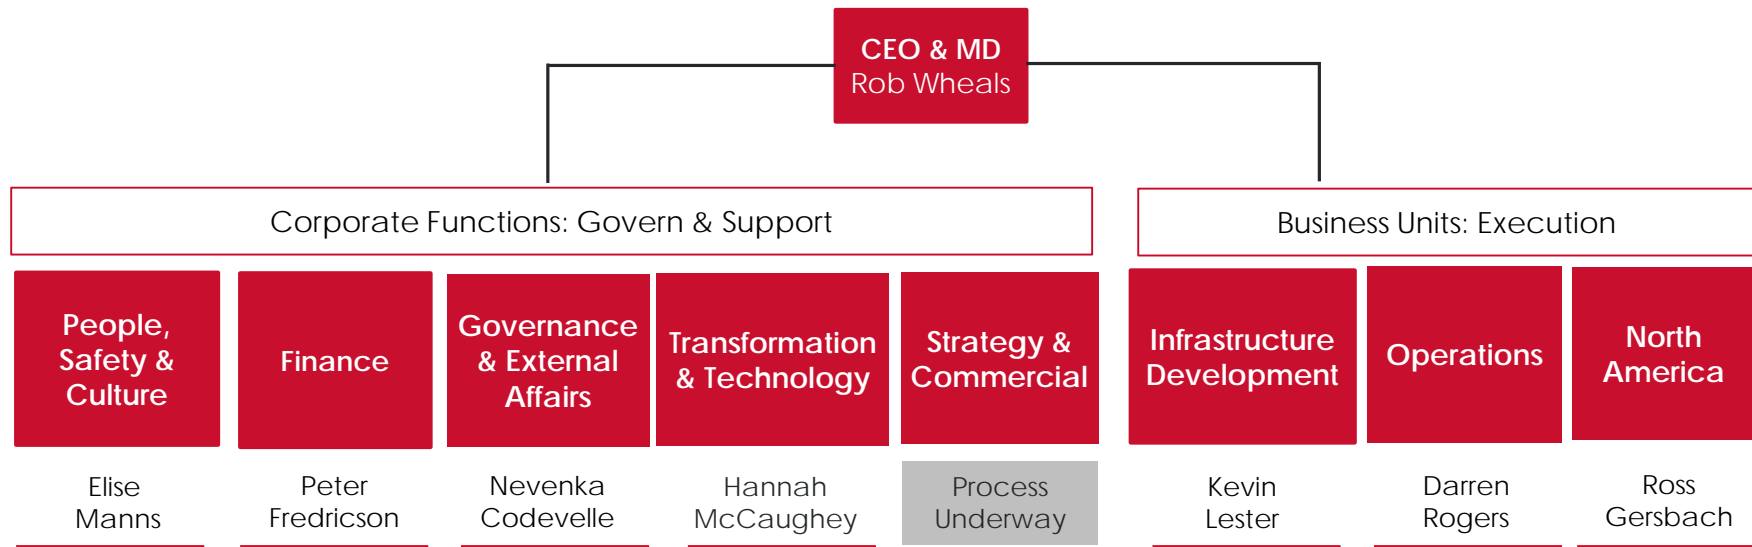 CEO & MD
Rob Wheals
Corporate Functions: Govern & Support
Business Units: Execution
People,
Safety &
Culture
Finance
Governance
& External
Affairs
Transformation
& Technology
Strategy &
Commercial
Infrastructure
Development
Operations
North
America
Elise
Manns
Peter
Fredricson
Nevenka
Codevelle
Hannah
McCaughey
Process
Underway
Kevin
Lester
Darren
Rogers
Ross
Gersbach